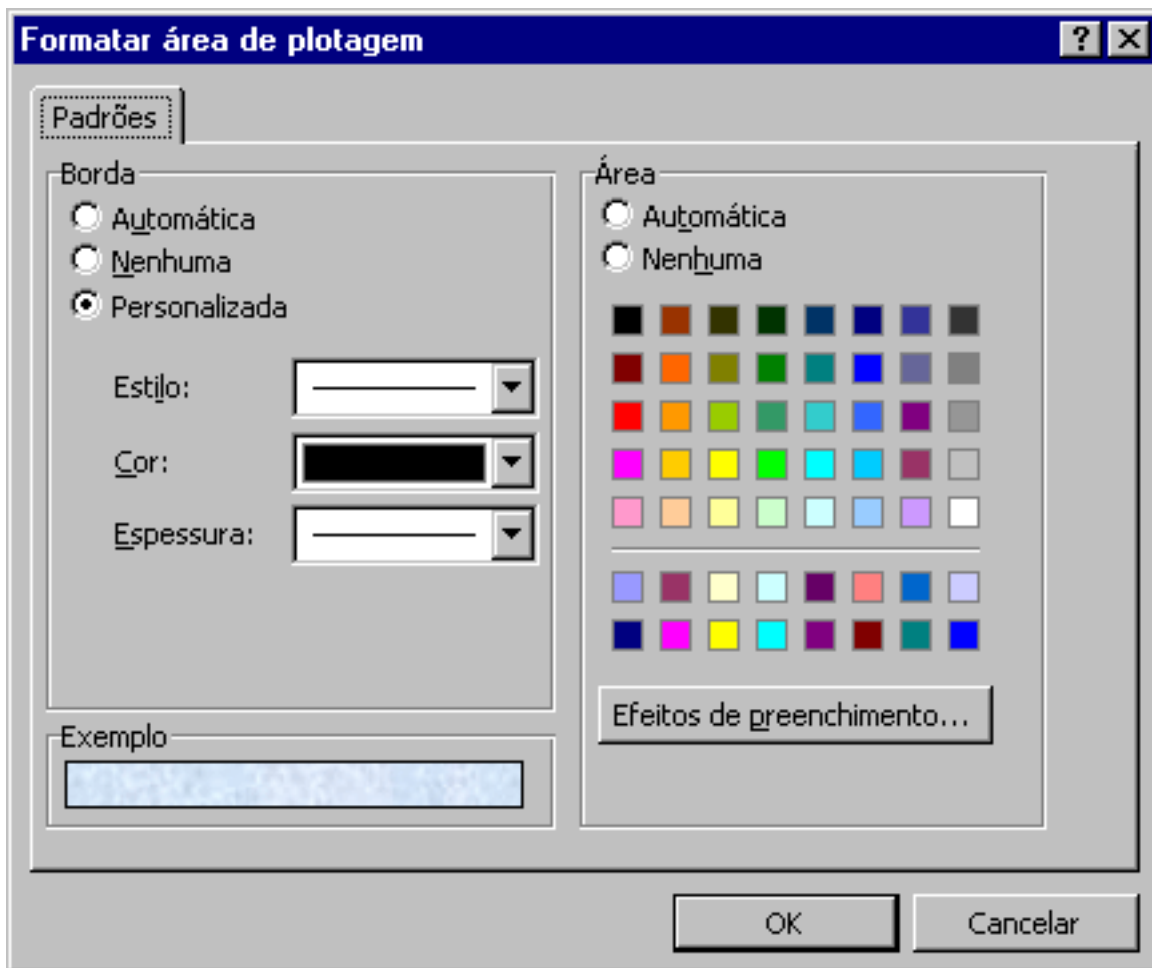 Formatar área de plotagem
Padrões
Borda
Automática
Nenhuma
Personalizada
Estilo:
Cor:
Espessura:
Exemplo
Área
Automática
Nenhuma
Efeitos de preenchimento...
OK
Cancelar